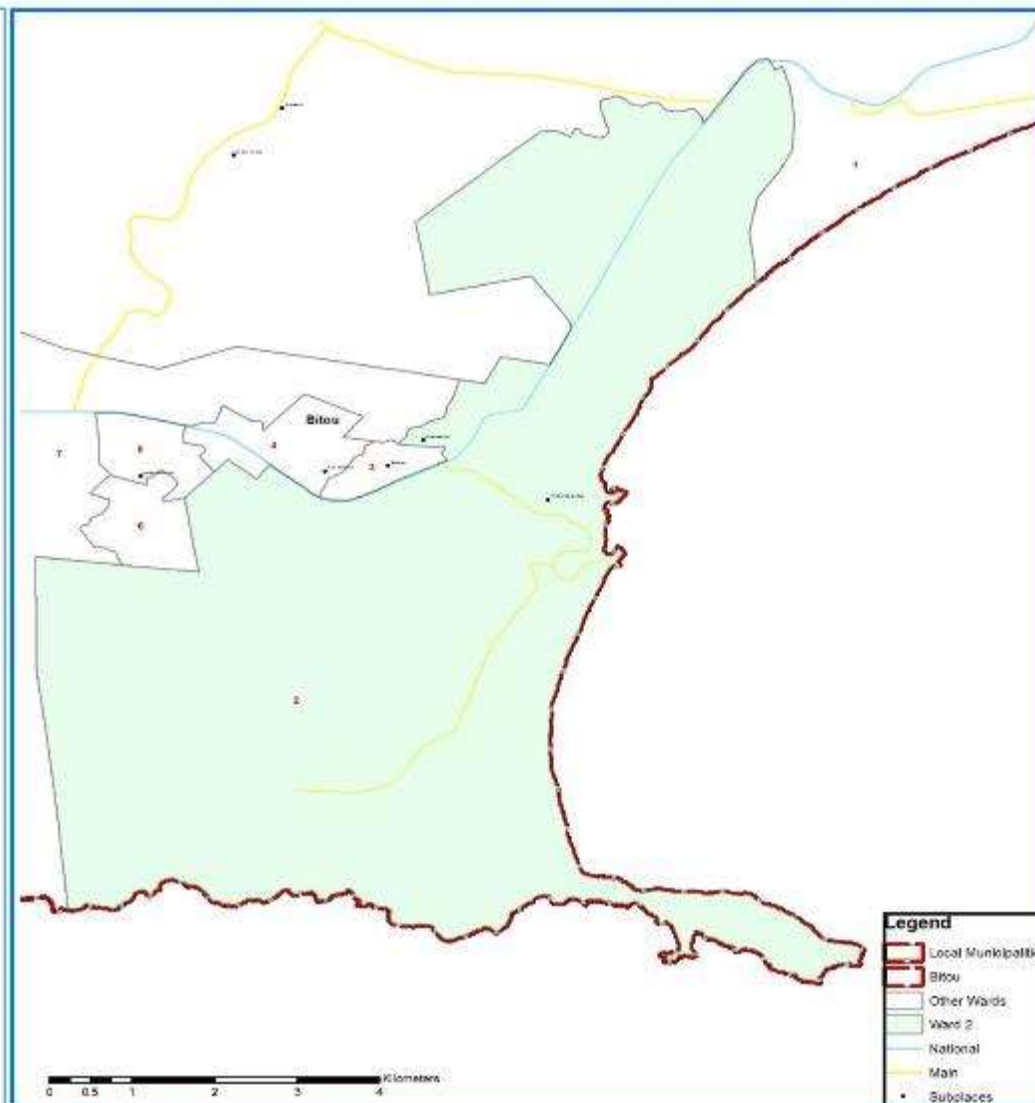 1
Bitou
7
5
4
3
6
2
Legend
Local Municipalitie
Bitou
Other Wards
Ward 2
National
Main
Subplaces
Kilometers
0 0.5 1 2 3 4